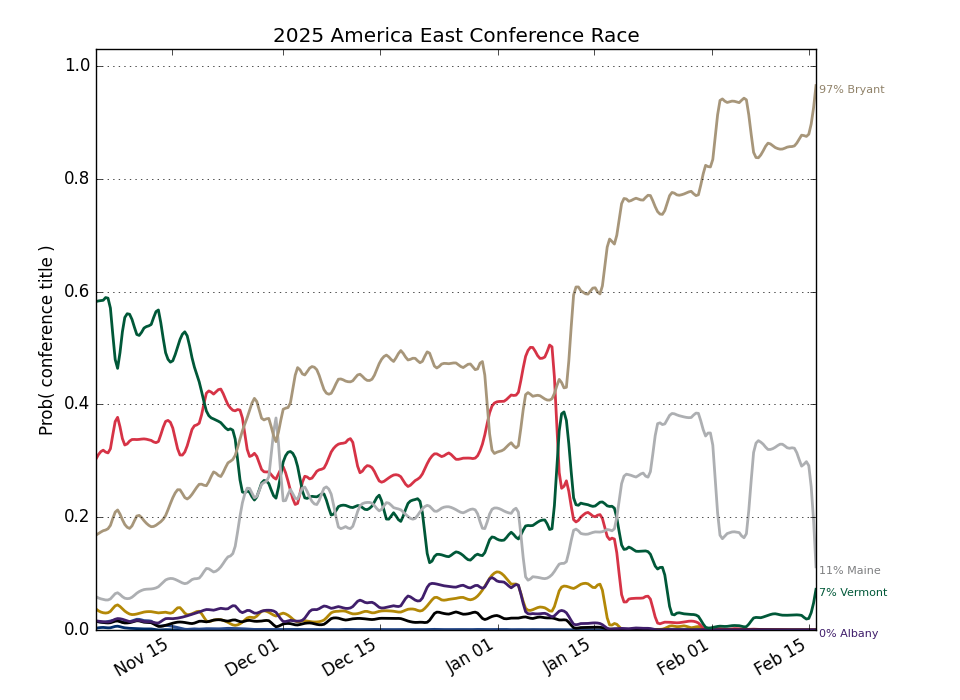 2025 America East Conference Race
Prob( conference title )
1.0
0.8
0.6
0.4
0.2
0.0
97% Bryant
11% Maine
7% Vermont
0% Albany
Nov 15
Dec 01
Dec 15
Jan 01
Jan 15
Feb 01
Feb 15